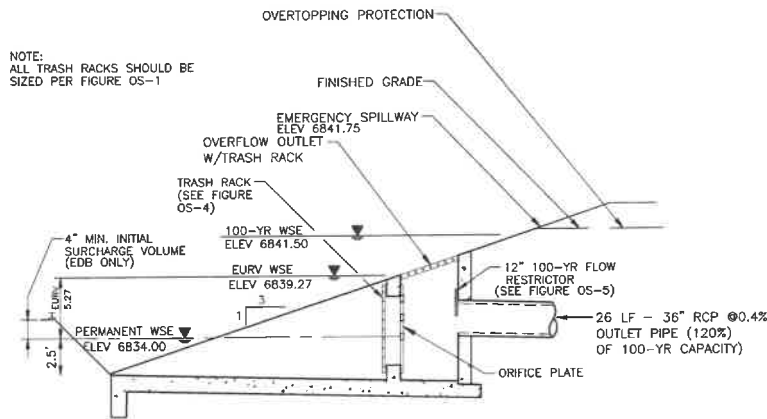 OVERTOPPING PROTECTION
NOTE:
ALL TRASH RACKS SHOULD BE
SIZED PER FIGURE OS-1
FINISHED GRADE
EMERGENCY SPILLWAY
ELEV 6841.75
OVERFLOW OUTLET
W/TRASH RACK
TRASH RACK
(SEE FIGURE
OS-4)
4" MIN. INITIAL
SURCHARGE VOLUME
(EDB ONLY)
100-YR WSE
ELEV 6841.50
EURV WSE
ELEV 6839.27
12" 100-YR FLOW
RESTRICTOR
(SEE FIGURE OS-5)
HEURV
5.27
3
1
26 LF - 36" RCP @0.4%
OUTLET PIPE (120%)
OF 100-YR CAPACITY)
PERMANENT WSE
ELEV 6834.00
2.5'
ORIFICE PLATE